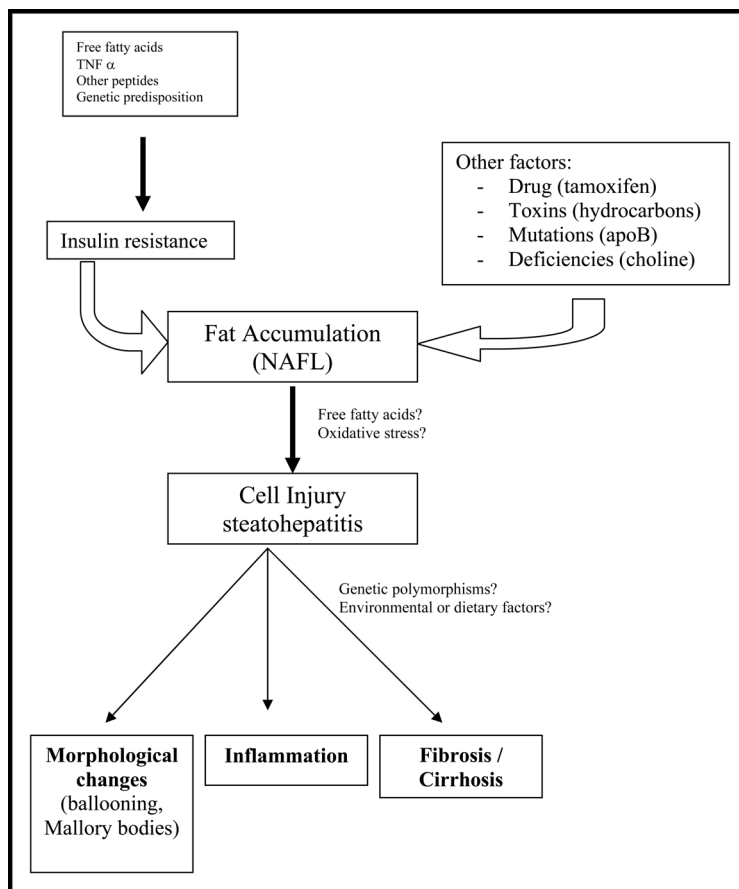 Free fatty acids
TNF α
Other peptides
Genetic predisposition
Other factors:
- Drug (tamoxifen)
- Toxins (hydrocarbons)
- Mutations (apoB)
- Deficiencies (choline)
Insulin resistance
Fat Accumulation
(NAFL)
Free fatty acids?
Oxidative stress?
Cell Injury
steatohepatitis
Genetic polymorphisms?
Environmental or dietary factors?
Morphological
changes
(ballooning,
Mallory bodies)
Inflammation
Fibrosis /
Cirrhosis